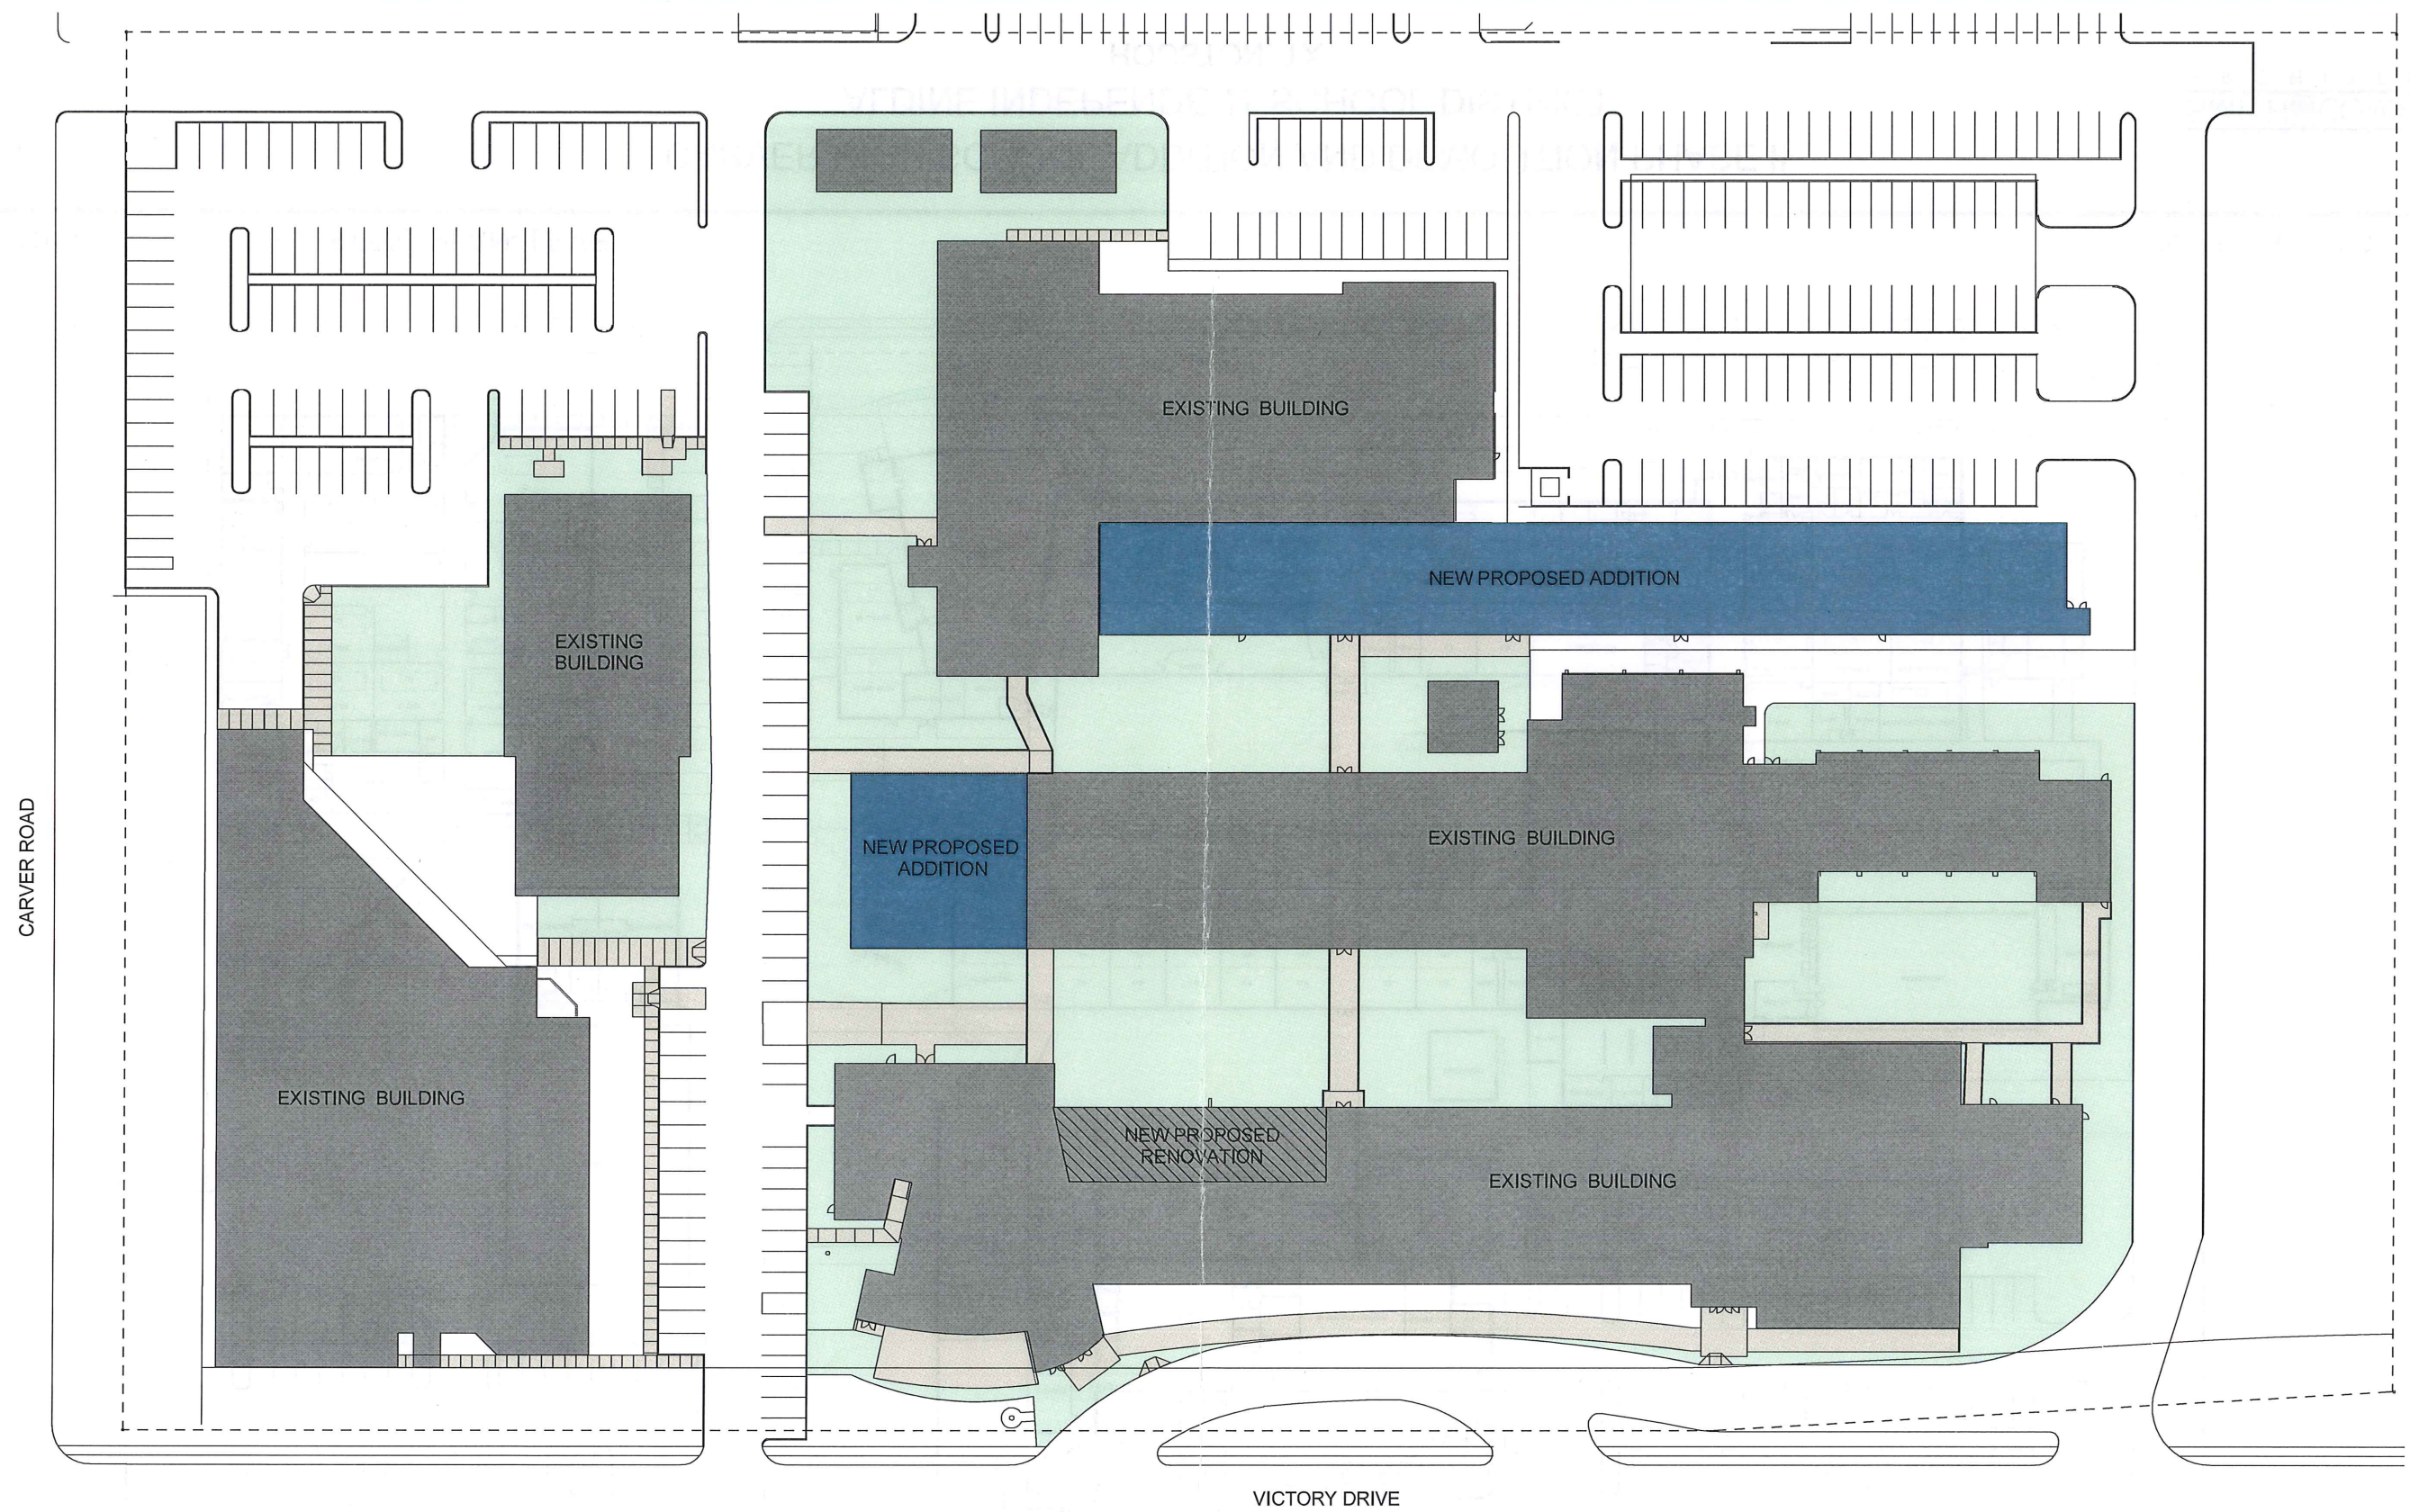 EXISTING BUILDING
NEW PROPOSED ADDITION
EXISTING
BUILDING
CARVER ROAD
NEW PROPOSED
ADDITION
EXISTING BUILDING
EXISTING BUILDING
NEW PROPOSED
RENOVATION
EXISTING BUILDING
VICTORY DRIVE